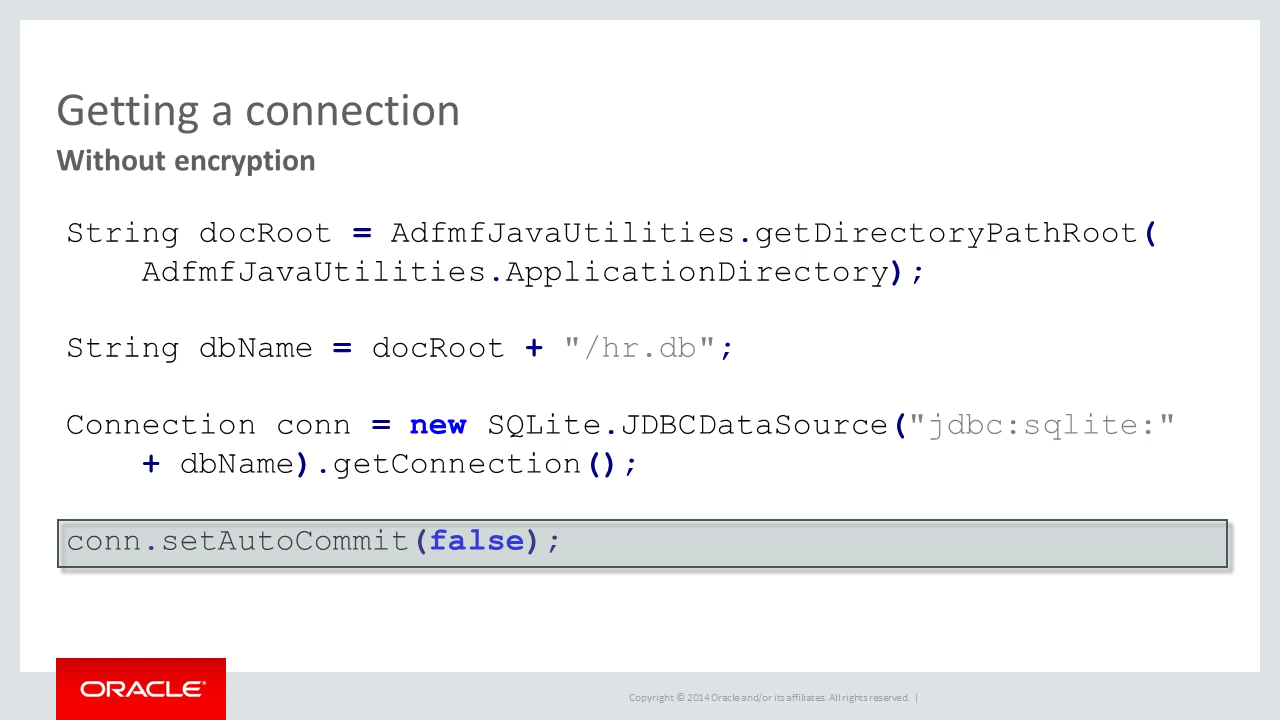 Getting a connection
Without encryption
String docRoot = AdfmfJavaUtilities.getDirectoryPathRoot(
AdfmfJavaUtilities.ApplicationDirectory);
String dbName = docRoot + "/hr.db";
Connection conn = new SQLite.JDBCDataSource("jdbc:sqlite:"
+ dbName).getConnection();
conn.setAutoCommit(false);
ORACLE®
Copyright © 2014 Oracle and/or its affiliates. All rights reserved. |